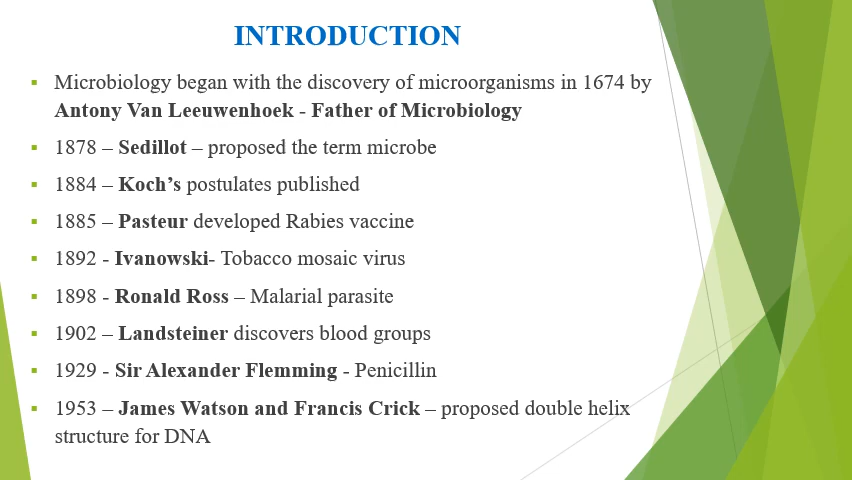 INTRODUCTION
Microbiology began with the discovery of microorganisms in 1674 by
Antony Van Leeuwenhoek - Father of Microbiology
1878 – Sedillot – proposed the term microbe
1884 – Koch’s postulates published
1885 – Pasteur developed Rabies vaccine
1892 - Ivanowski- Tobacco mosaic virus
1898 - Ronald Ross – Malarial parasite
1902 – Landsteiner discovers blood groups
1929 - Sir Alexander Flemming - Penicillin
1953 – James Watson and Francis Crick – proposed double helix
structure for DNA